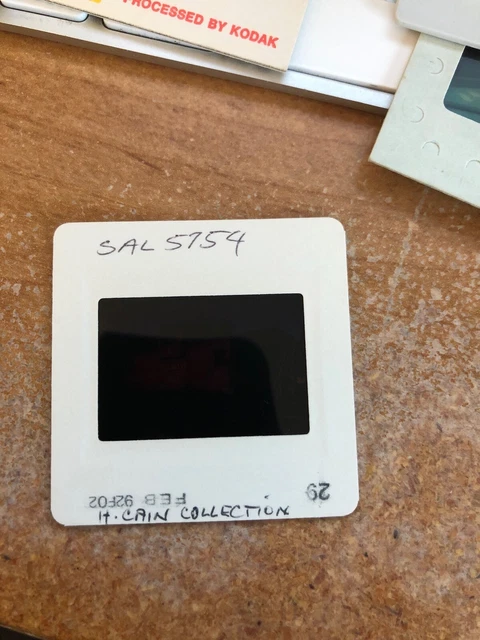 PROCESSED BY KODAK
SAL 5754
29
FEB 92F02
H. CAIN COLLECTION